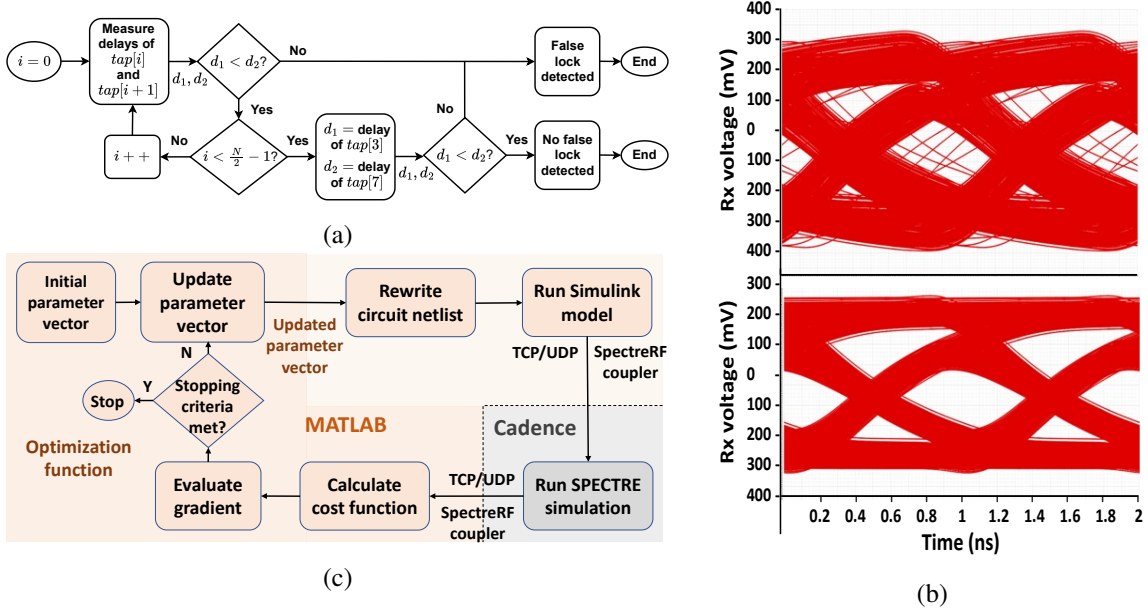 i = 0
Measure
delays of
tap[i]
and
tap[i + 1]
d₁, d₂
d₁ < d₂?
No
Yes
False
lock
detected
End
i + +
No
i < N/2 − 1?
Yes
d₁ = delay
of tap[3]
d₂ = delay
of tap[7]
d₁, d₂
d₁ < d₂?
No
Yes
No false
lock
detected
End
(a)
Initial
parameter
vector
Update
parameter
vector
Updated
parameter
vector
Rewrite
circuit netlist
Run Simulink
model
TCP/UDP
SpectreRF
coupler
N
Y
Stop
Stopping
criteria
met?
Optimization
function
MATLAB
Cadence
Evaluate
gradient
Calculate
cost function
TCP/UDP
SpectreRF
coupler
Run SPECTRE
simulation
(c)
Rx voltage (mV)
400
300
200
100
0
100
200
300
400
Rx voltage (mV)
300
200
100
0
100
200
300
400
0.2 0.4 0.6 0.8 1 1.2 1.4 1.6 1.8 2
Time (ns)
(b)